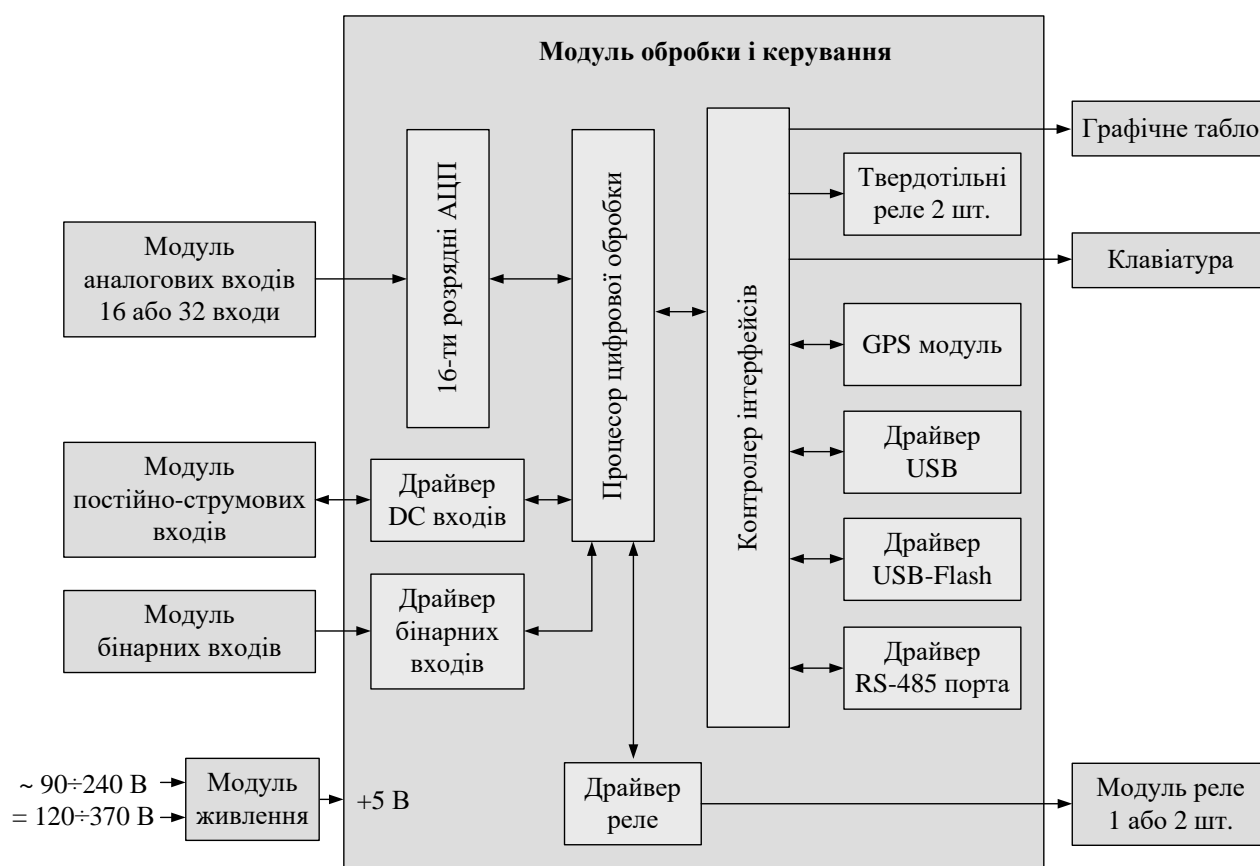 Модуль обробки і керування
Графічне табло
Твердотільні
реле 2 шт.
Модуль
аналогових входів
16 або 32 входи
16-ти розрядні АЦП
Процесор цифрової обробки
Контролер інтерфейсів
Клавіатура
GPS модуль
Драйвер
USB
Модуль
постійно-струмових
входів
Драйвер
DC входів
Драйвер
USB-Flash
Модуль
бінарних входів
Драйвер
бінарних
входів
Драйвер
RS-485 порта
~ 90÷240 В
= 120÷370 В
Модуль
живлення
+5 В
Драйвер
реле
Модуль реле
1 або 2 шт.